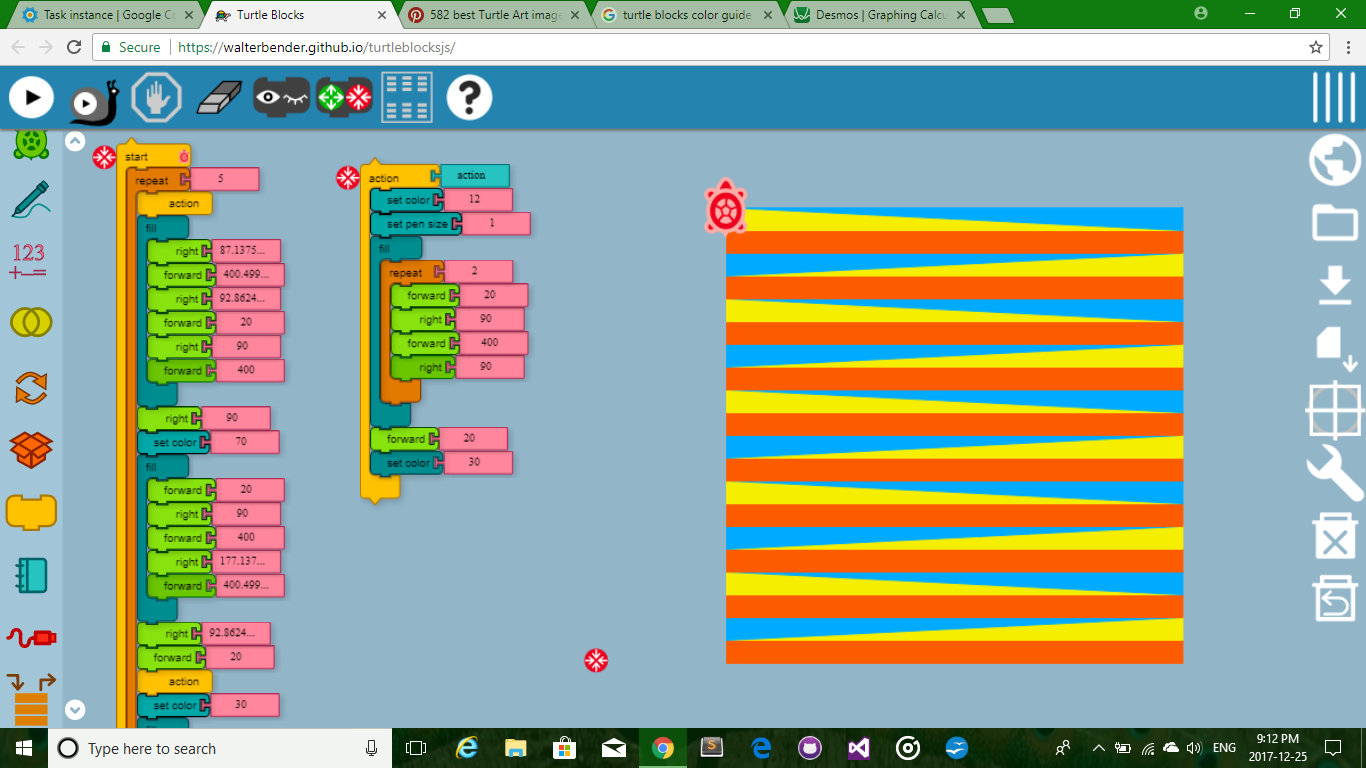 Task instance | Google Co
Turtle Blocks
582 best Turtle Art image
turtle blocks color guide
Desmos | Graphing Calcu
Secure https://walterbender.github.io/turtleblocksjs/
123
start
repeat 5
action
fill
right 87.1375...
forward 400.499...
right 92.8624...
forward 20
right 90
forward 400
right 90
set color 70
fill
forward 20
right 90
forward 400
right 177.137...
forward 400.499...
right 92.8624...
forward 20
action
set color 30
fill
action action
set color 12
set pen size 1
fill
repeat 2
forward 20
right 90
forward 400
right 90
forward 20
set color 30
?
Type here to search
ENG
9:12 PM
2017-12-25